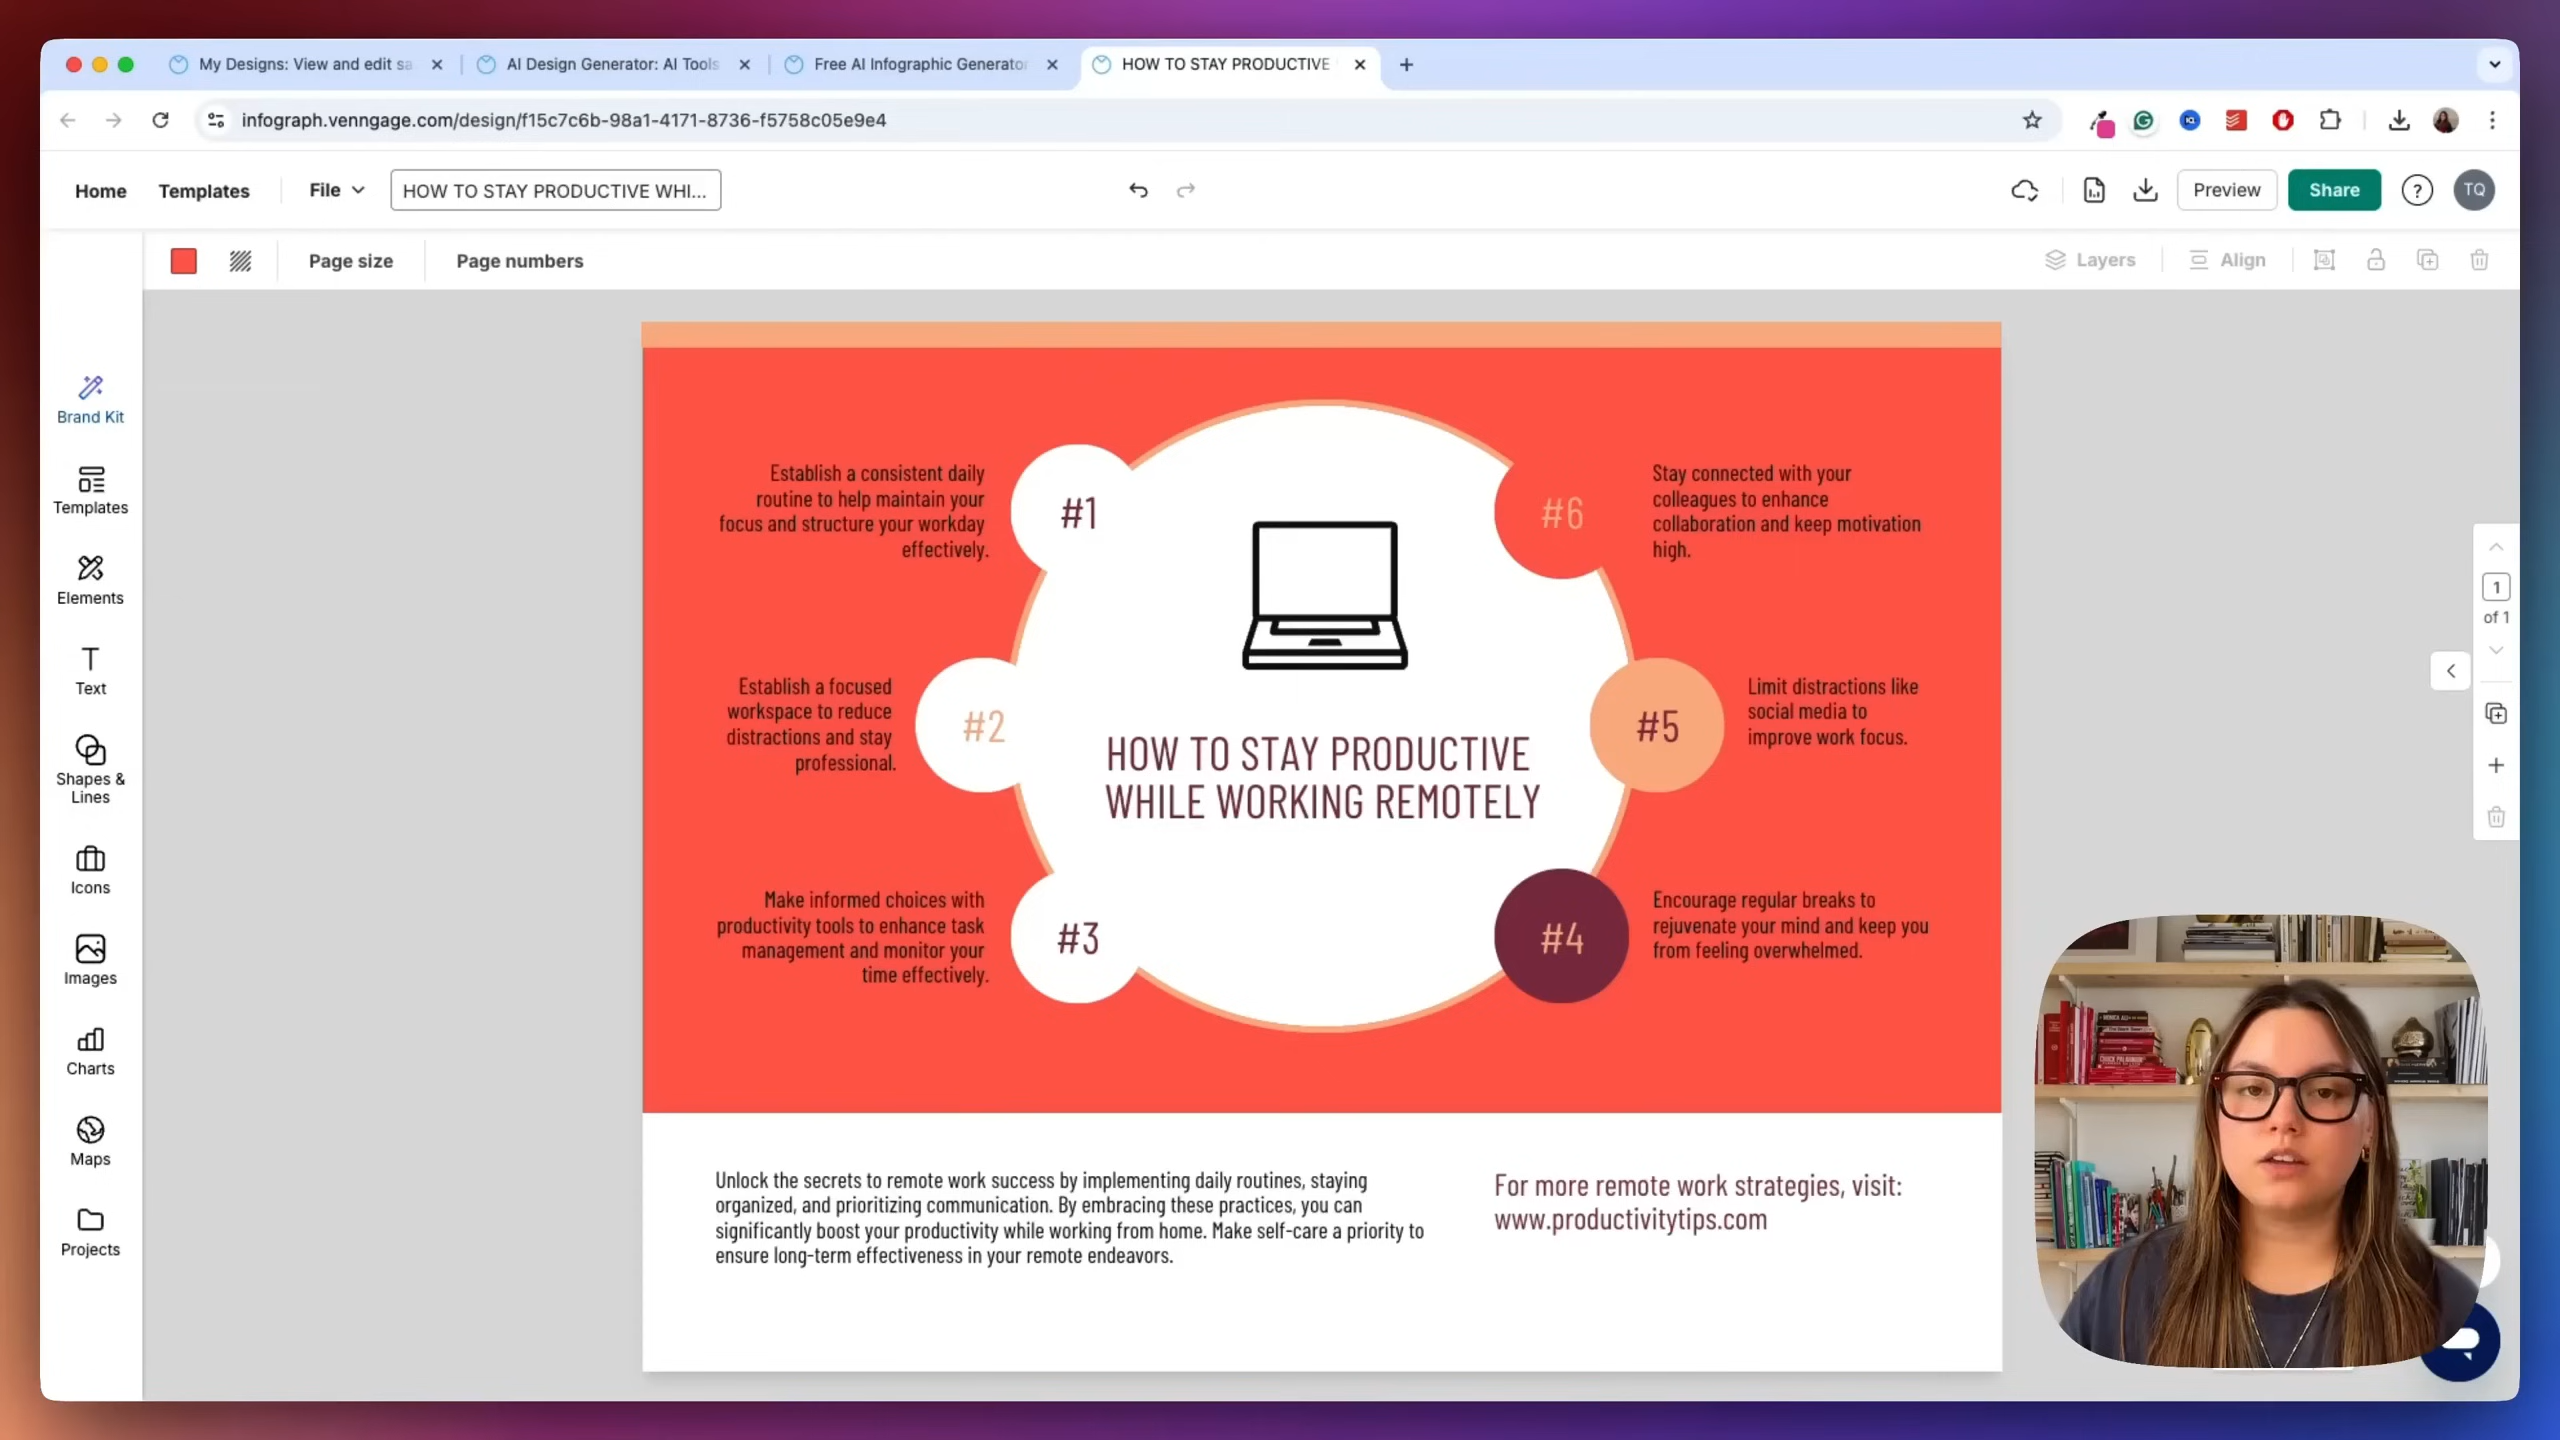 My Designs: View and edit sa
AI Design Generator: AI Tools
Free AI Infographic Generator
HOW TO STAY PRODUCTIVE
infograph.venngage.com/design/f15c7c6b-98a1-4171-8736-f5758c05e9e4
Home
Templates
File
HOW TO STAY PRODUCTIVE WHI...
Preview
Share
TQ
Page size
Page numbers
Layers
Align
Brand Kit
Templates
Elements
Text
Shapes &
Lines
Icons
Images
Charts
Maps
Projects
Establish a consistent daily
routine to help maintain your
focus and structure your workday
effectively.
#1
#6
Stay connected with your
colleagues to enhance
collaboration and keep motivation
high.
Establish a focused
workspace to reduce
distractions and stay
professional.
#2
HOW TO STAY PRODUCTIVE
WHILE WORKING REMOTELY
#5
Limit distractions like
social media to
improve work focus.
Make informed choices with
productivity tools to enhance task
management and monitor your
time effectively.
#3
#4
Encourage regular breaks to
rejuvenate your mind and keep you
from feeling overwhelmed.
Unlock the secrets to remote work success by implementing daily routines, staying
organized, and prioritizing communication. By embracing these practices, you can
significantly boost your productivity while working from home. Make self-care a priority to
ensure long-term effectiveness in your remote endeavors.
For more remote work strategies, visit:
www.productivitytips.com
1
of 1